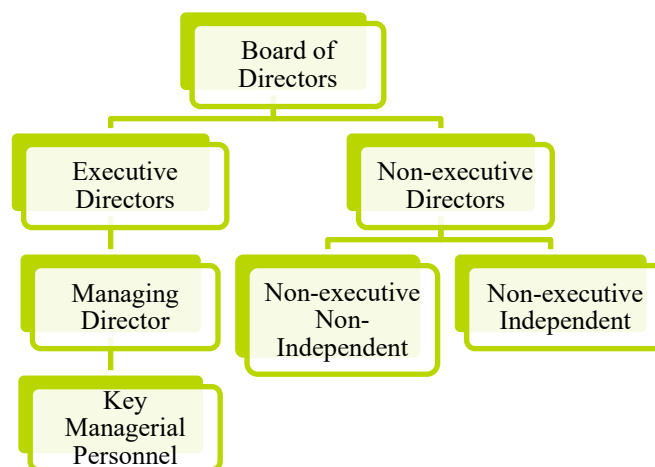 Board of
Directors
Executive
Directors
Non-executive
Directors
Managing
Director
Non-executive
Non-
Independent
Non-executive
Independent
Key
Managerial
Personnel